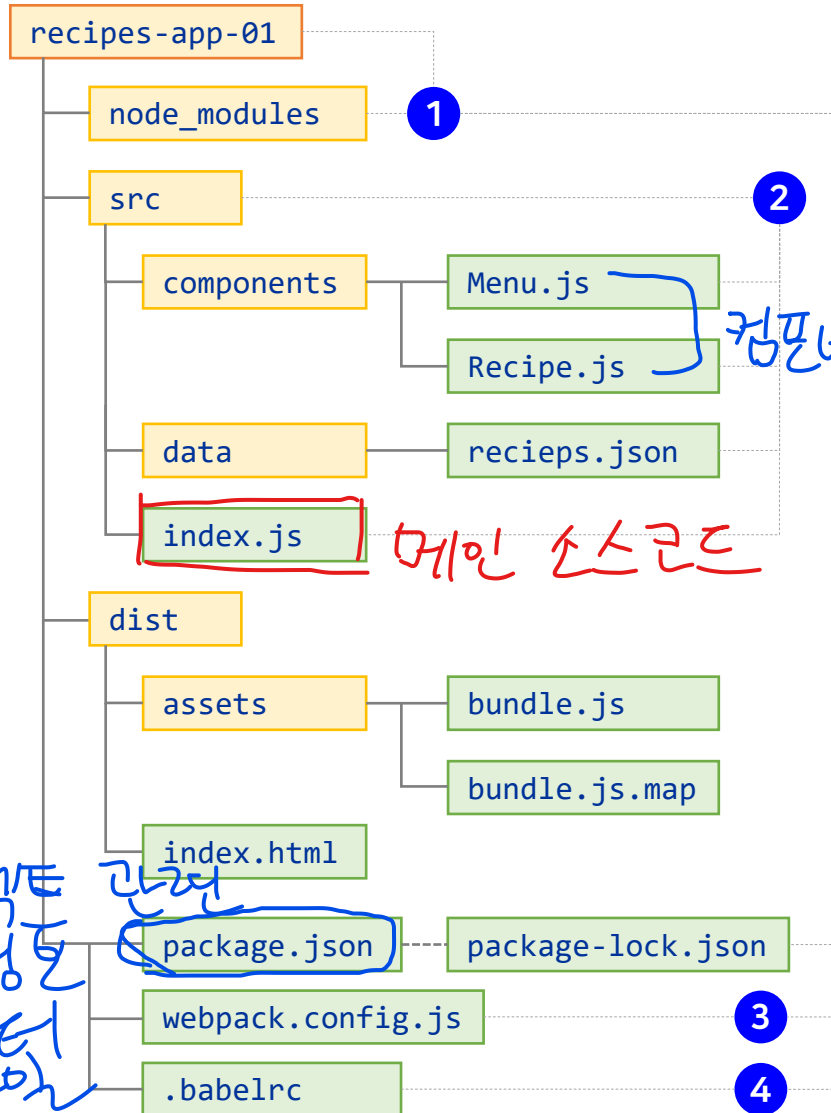 recipes-app-01
node_modules
1
src
2
components
Menu.js
Recipe.js
data
recieps.json
index.js
메인 소스코드
dist
assets
bundle.js
bundle.js.map
index.html
관련
package.json
package-lock.json
webpack.config.js
3
.babelrc
4